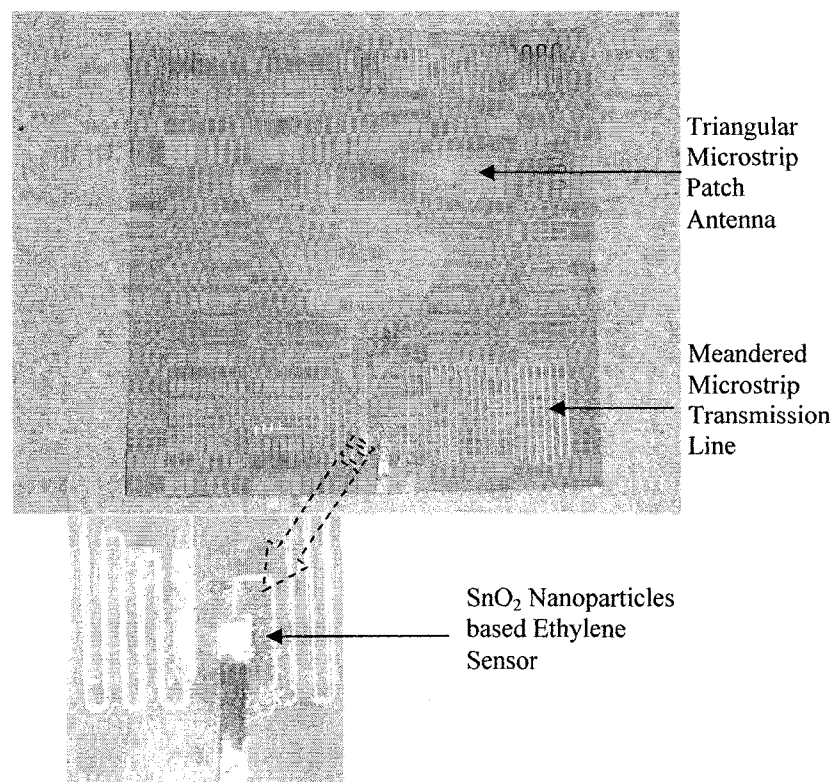 Triangular
Microstrip
Patch
Antenna
Meandered
Microstrip
Transmission
Line
SnO₂ Nanoparticles
based Ethylene
Sensor